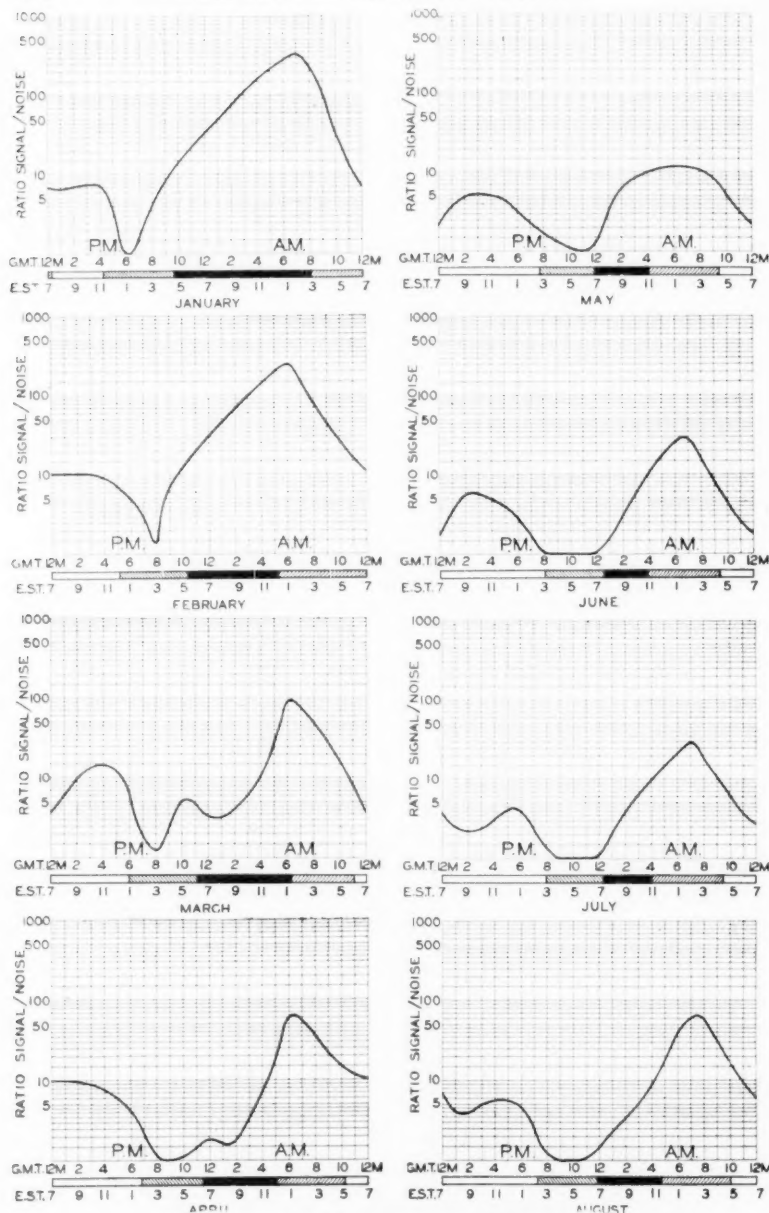 1000
500
100
50
10
5
RATIO SIGNAL/NOISE
P.M. A.M.
G.M.T. 12M 2 4 6 8 10 12 2 4 6 8 10 12M
E.S.T. 7 9 11 1 3 5 7 9 11 1 3 5 7
JANUARY
1000
500
100
50
10
5
RATIO SIGNAL/NOISE
P.M. A.M.
G.M.T. 12M 2 4 6 8 10 12 2 4 6 8 10 12M
E.S.T. 7 9 11 1 3 5 7 9 11 1 3 5 7
MAY
1000
500
100
50
10
5
RATIO SIGNAL/NOISE
P.M. A.M.
G.M.T. 12M 2 4 6 8 10 12 2 4 6 8 10 12M
E.S.T. 7 9 11 1 3 5 7 9 11 1 3 5 7
FEBRUARY
1000
500
100
50
10
5
RATIO SIGNAL/NOISE
P.M. A.M.
G.M.T. 12M 2 4 6 8 10 12 2 4 6 8 10 12M
E.S.T. 7 9 11 1 3 5 7 9 11 1 3 5 7
JUNE
1000
500
100
50
10
5
RATIO SIGNAL/NOISE
P.M. A.M.
G.M.T. 12M 2 4 6 8 10 12 2 4 6 8 10 12M
E.S.T. 7 9 11 1 3 5 7 9 11 1 3 5 7
MARCH
1000
500
100
50
10
5
RATIO SIGNAL/NOISE
P.M. A.M.
G.M.T. 12M 2 4 6 8 10 12 2 4 6 8 10 12M
E.S.T. 7 9 11 1 3 5 7 9 11 1 3 5 7
JULY
1000
500
100
50
10
5
RATIO SIGNAL/NOISE
P.M. A.M.
G.M.T. 12M 2 4 6 8 10 12 2 4 6 8 10 12M
E.S.T. 7 9 11 1 3 5 7 9 11 1 3 5 7
APRIL
1000
500
100
50
10
5
RATIO SIGNAL/NOISE
P.M. A.M.
G.M.T. 12M 2 4 6 8 10 12 2 4 6 8 10 12M
E.S.T. 7 9 11 1 3 5 7 9 11 1 3 5 7
AUGUST